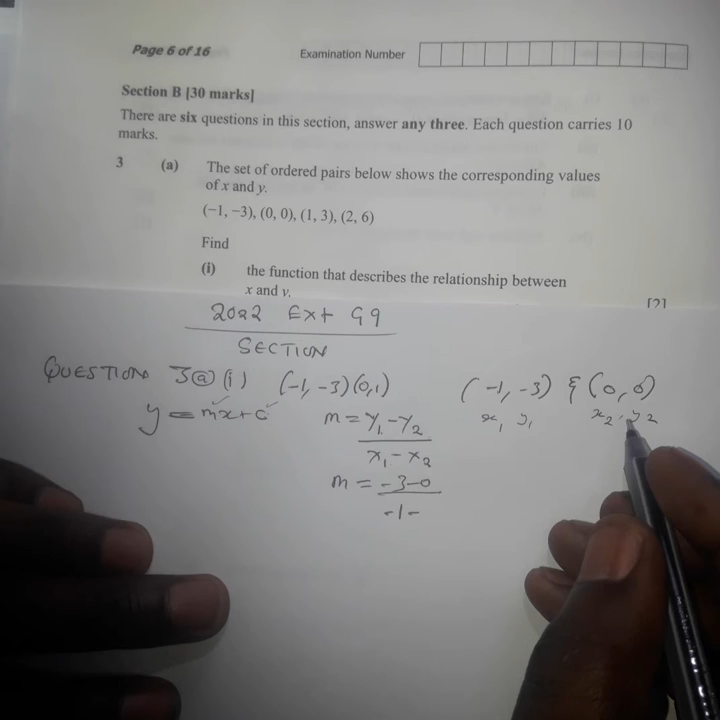 Page 6 of 16 Examination Number
Section B [30 marks]
There are six questions in this section, answer any three. Each question carries 10
marks.
3 (a) The set of ordered pairs below shows the corresponding values
of x and y.
(−1, −3), (0, 0), (1, 3), (2, 6)
Find
(i) the function that describes the relationship between
x and y.
[2]
2022 Ext G9
SECTION
QUESTION 3(a)(i) (-1, -3)(0,1) (-1, -3) & (0, 0)
y = mx+c m = y₁-y₂ x₁ y₁ x₂, y₂
x₁ - x₂
m = -3-0
-1-